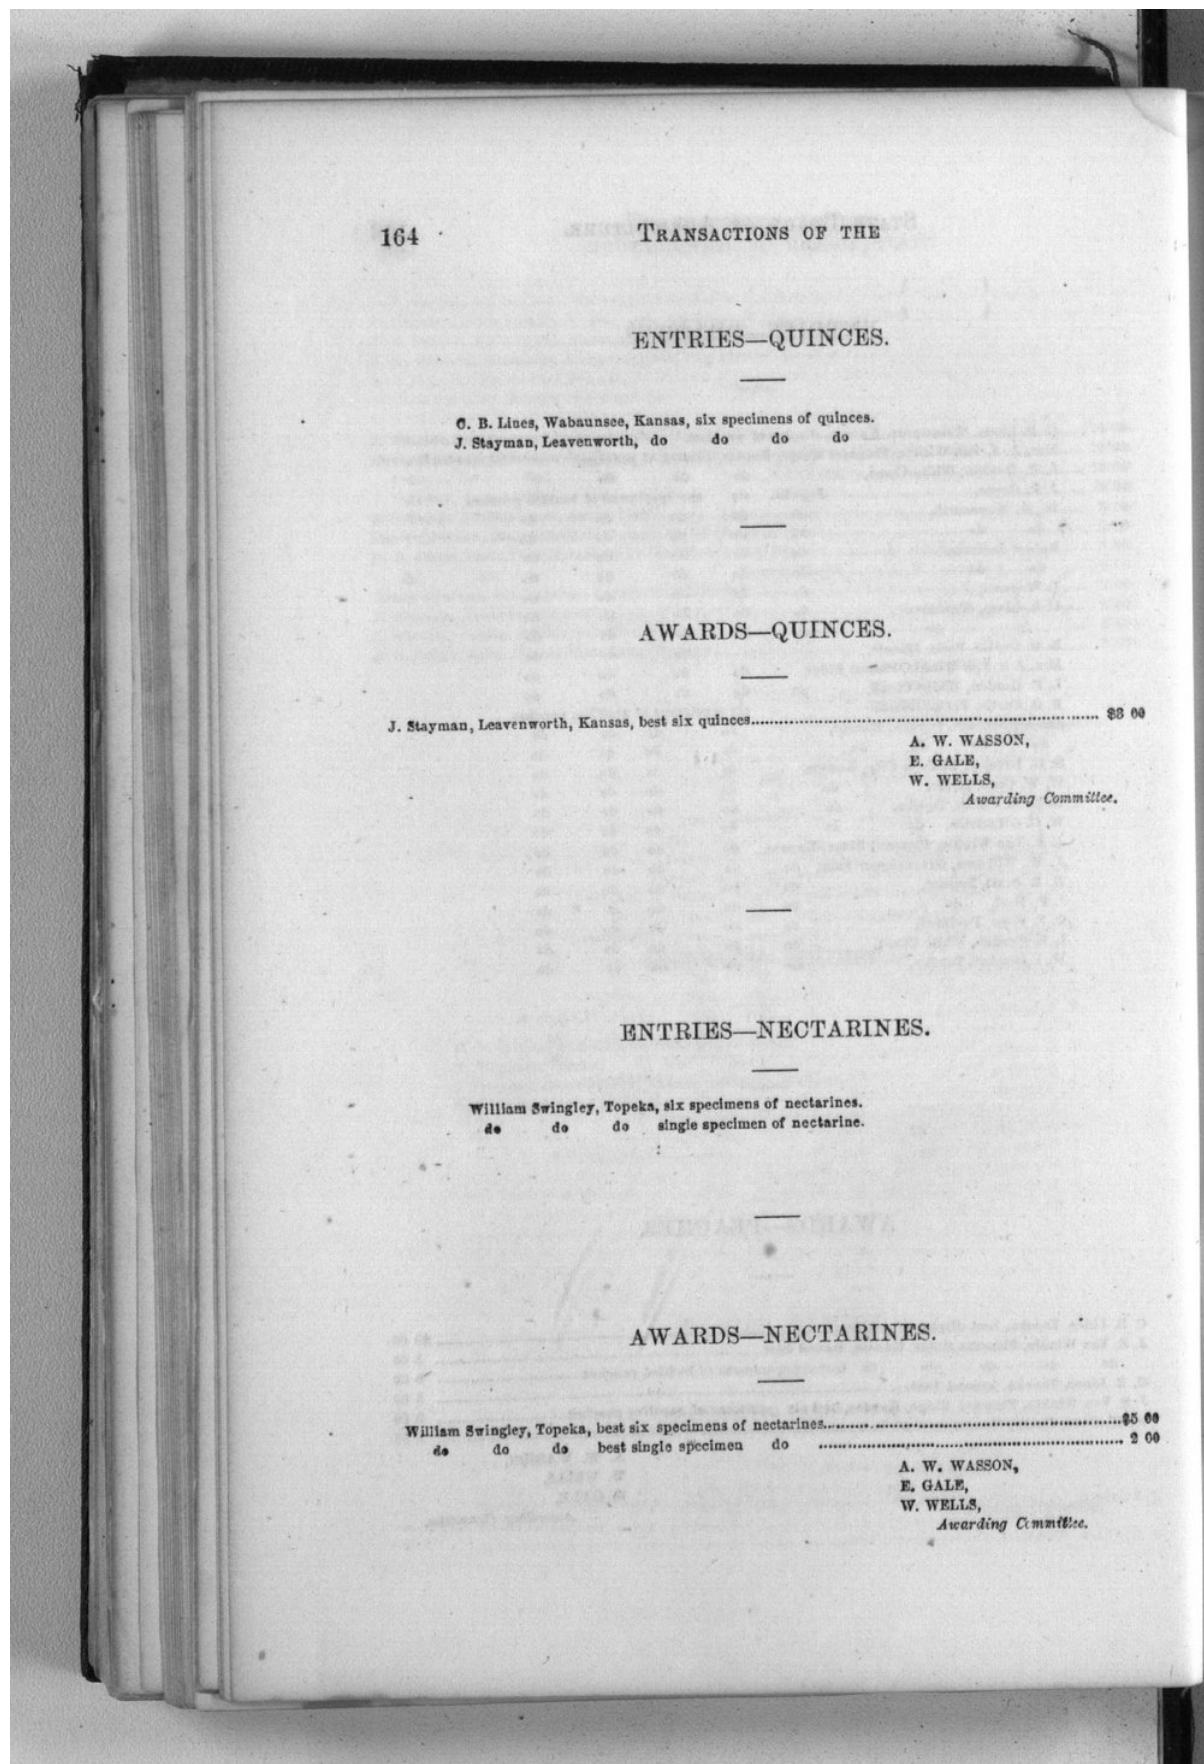 164
TRANSACTIONS OF THE
ENTRIES—QUINCES.
C. B. Lines, Wabaunsee, Kansas, six specimens of quinces.
J. Stayman, Leavenworth, do do do do
AWARDS—QUINCES.
J. Stayman, Leavenworth, Kansas, best six quinces.......... $3 00
A. W. WASSON,
E. GALE,
W. WELLS,
Awarding Committee.
ENTRIES—NECTARINES.
William Swingley, Topeka, six specimens of nectarines.
do do do single specimen of nectarine.
AWARDS—NECTARINES.
William Swingley, Topeka, best six specimens of nectarines..........$5 00
do do do best single specimen do .......... 2 00
A. W. WASSON,
E. GALE,
W. WELLS,
Awarding Committee.